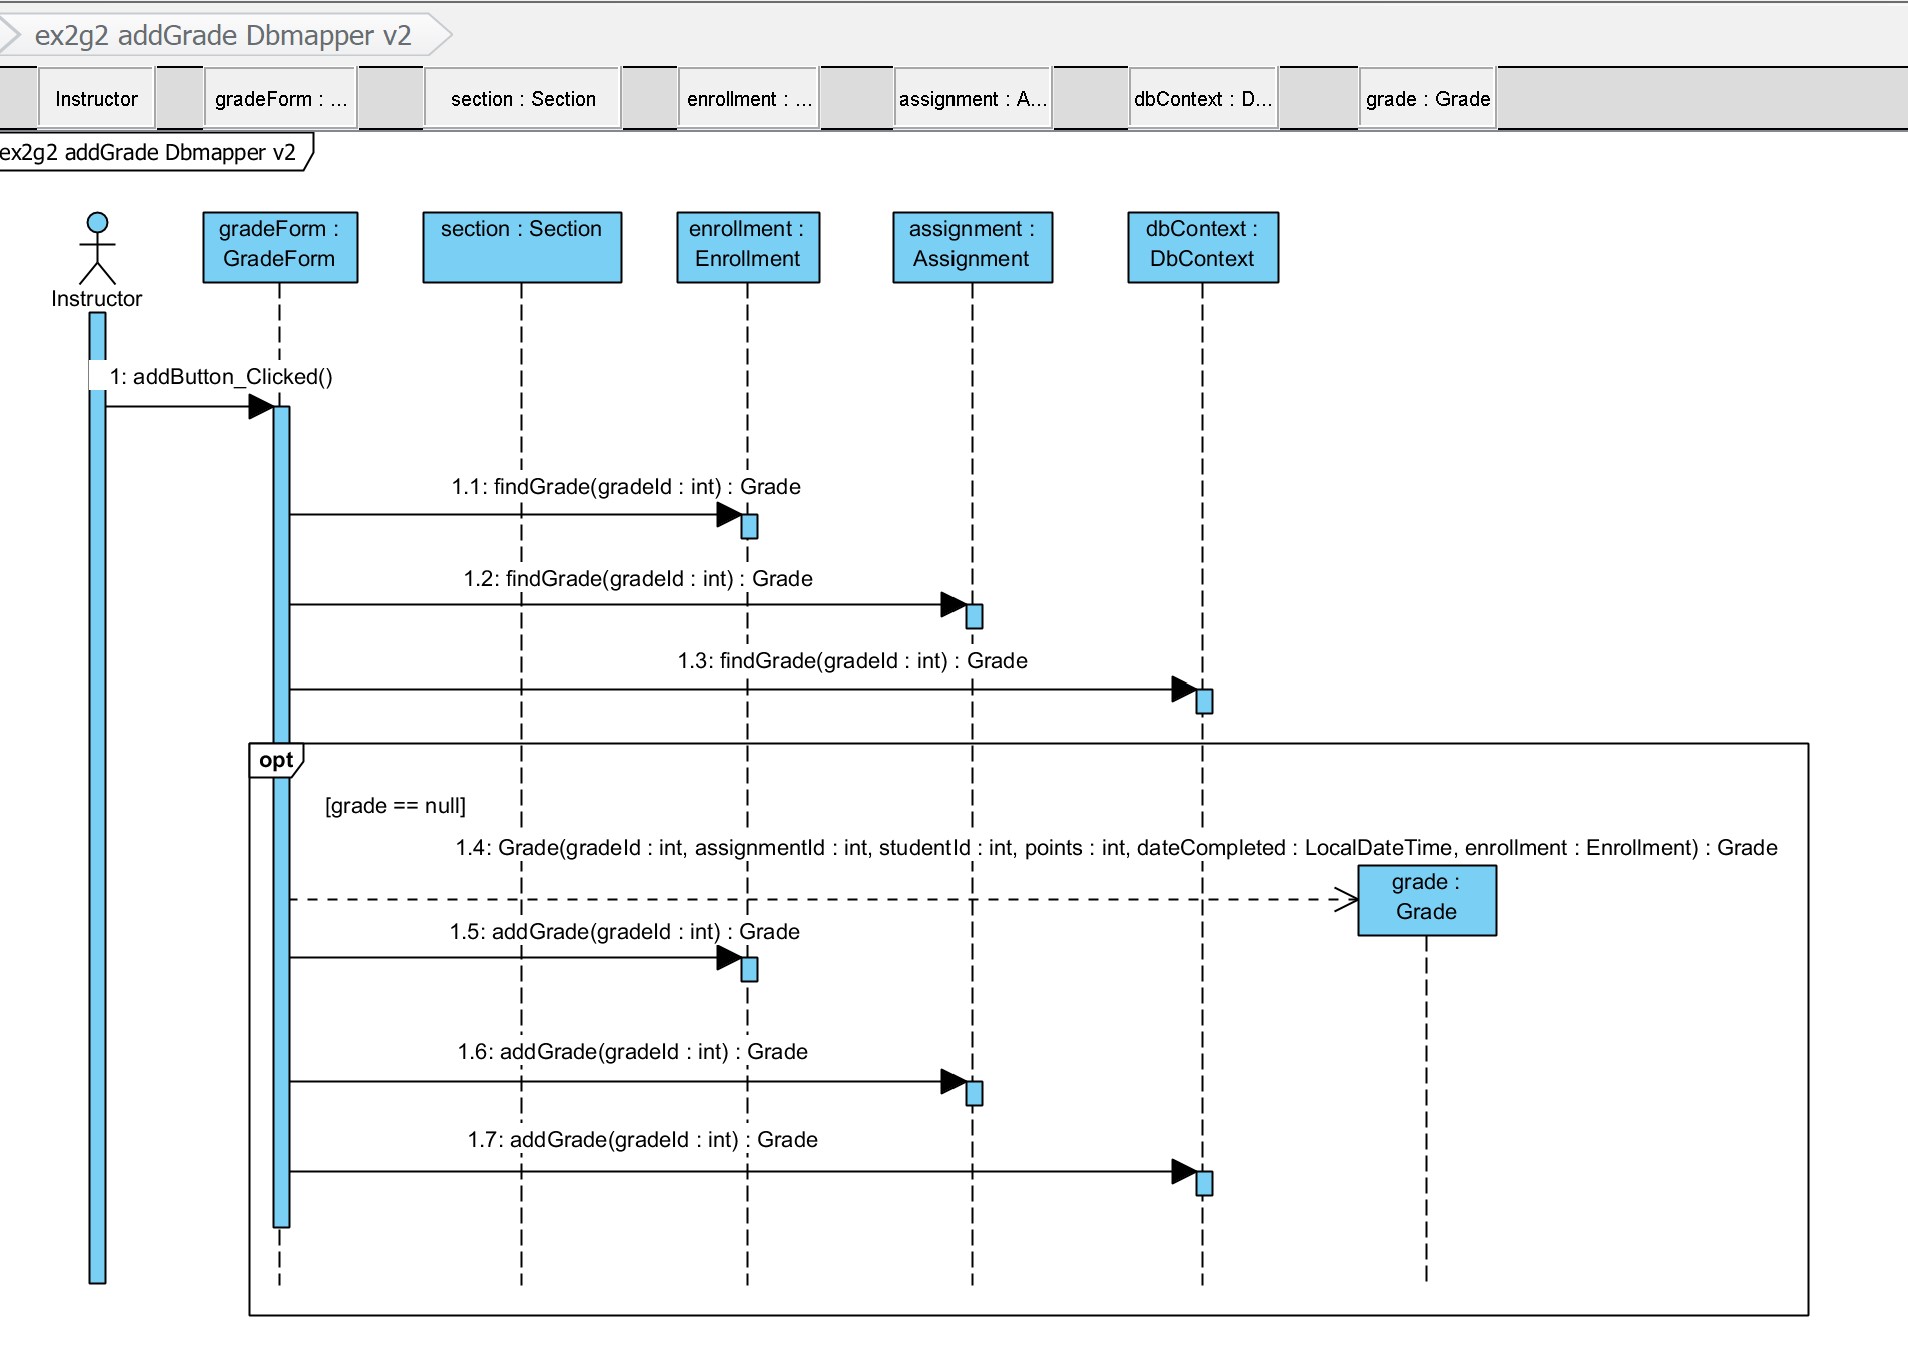 ex2g2 addGrade Dbmapper v2
Instructor
gradeForm : ...
section : Section
enrollment : ...
assignment : A...
dbContext : D...
grade : Grade
ex2g2 addGrade Dbmapper v2
Instructor
gradeForm :
GradeForm
section : Section
enrollment :
Enrollment
assignment :
Assignment
dbContext :
DbContext
1: addButton_Clicked()
1.1: findGrade(gradeId : int) : Grade
1.2: findGrade(gradeId : int) : Grade
1.3: findGrade(gradeId : int) : Grade
opt
[grade == null]
1.4: Grade(gradeId : int, assignmentId : int, studentId : int, points : int, dateCompleted : LocalDateTime, enrollment : Enrollment) : Grade
grade :
Grade
1.5: addGrade(gradeId : int) : Grade
1.6: addGrade(gradeId : int) : Grade
1.7: addGrade(gradeId : int) : Grade